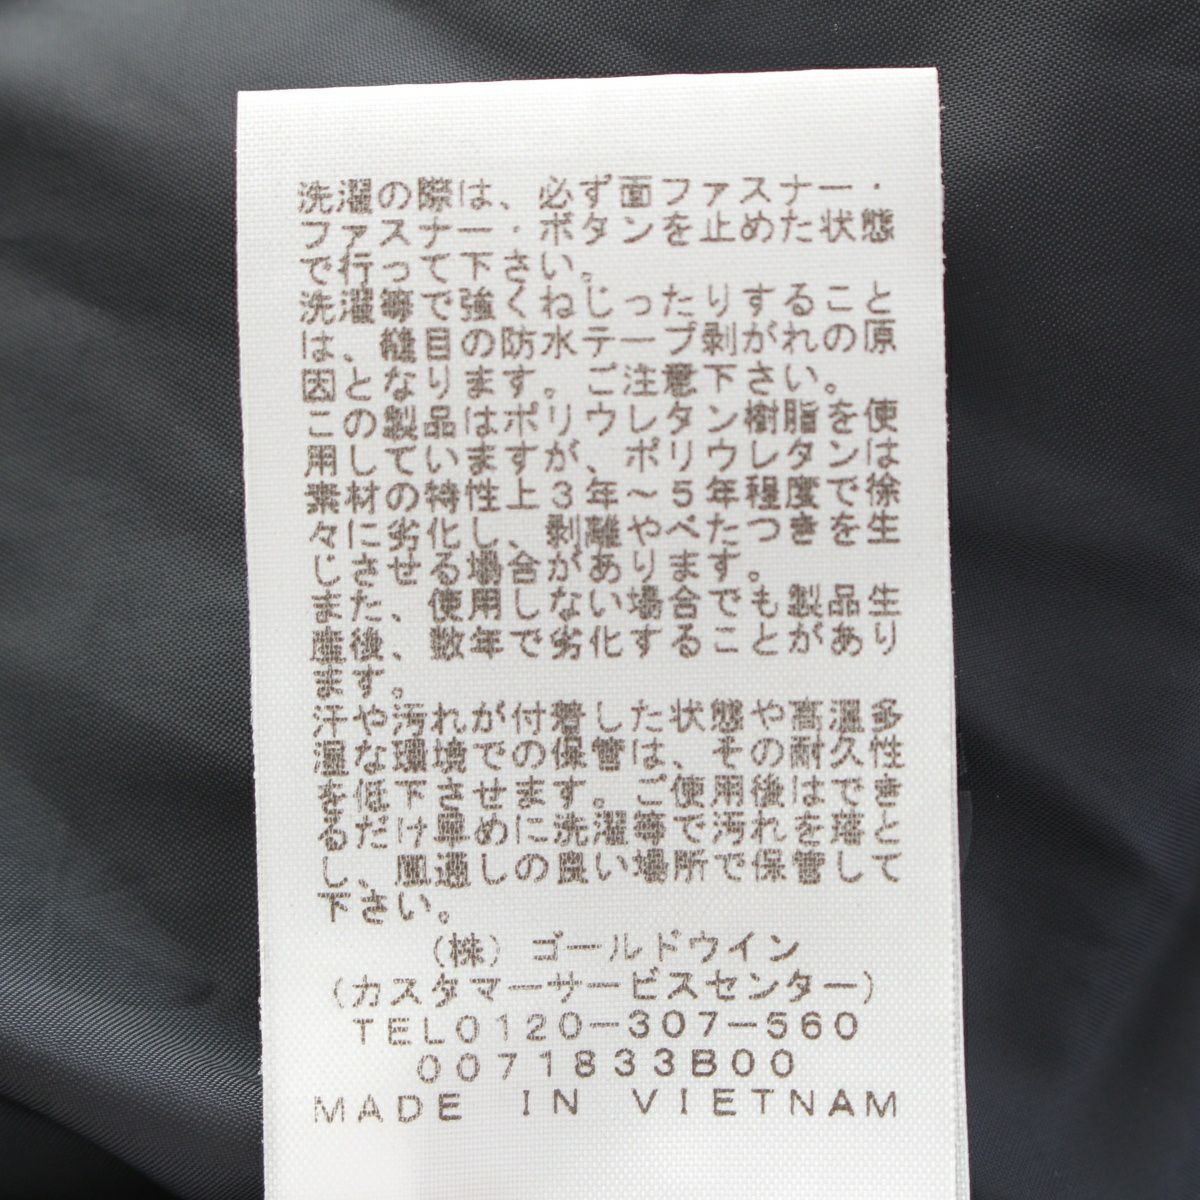 洗濯の際は、必ず面ファスナー・
ファスナー・ボタンを止めた状態
で行って下さい。
洗濯等で強くねじったりすること
は、縫目の防水テープ剥がれの原
因となります。ご注意下さい。
この製品はポリウレタン樹脂を使
用していますが、ポリウレタンは
素材の特性上3年~5年程度で徐
々に劣化し、剥離やべたつきを生
じさせる場合があります。
また、使用しない場合でも製品生
産後、数年で劣化することがあり
ます。
汗や汚れが付着した状態や高温多
湿な環境での保管は、その耐久性
を低下させます。ご使用後はでき
るだけ早めに洗濯等で汚れを落と
し、風通しの良い場所で保管して
下さい。
(株)ゴールドウイン
(カスタマーサービスセンター)
TEL0120-307-560
0071833B00
MADE IN VIETNAM